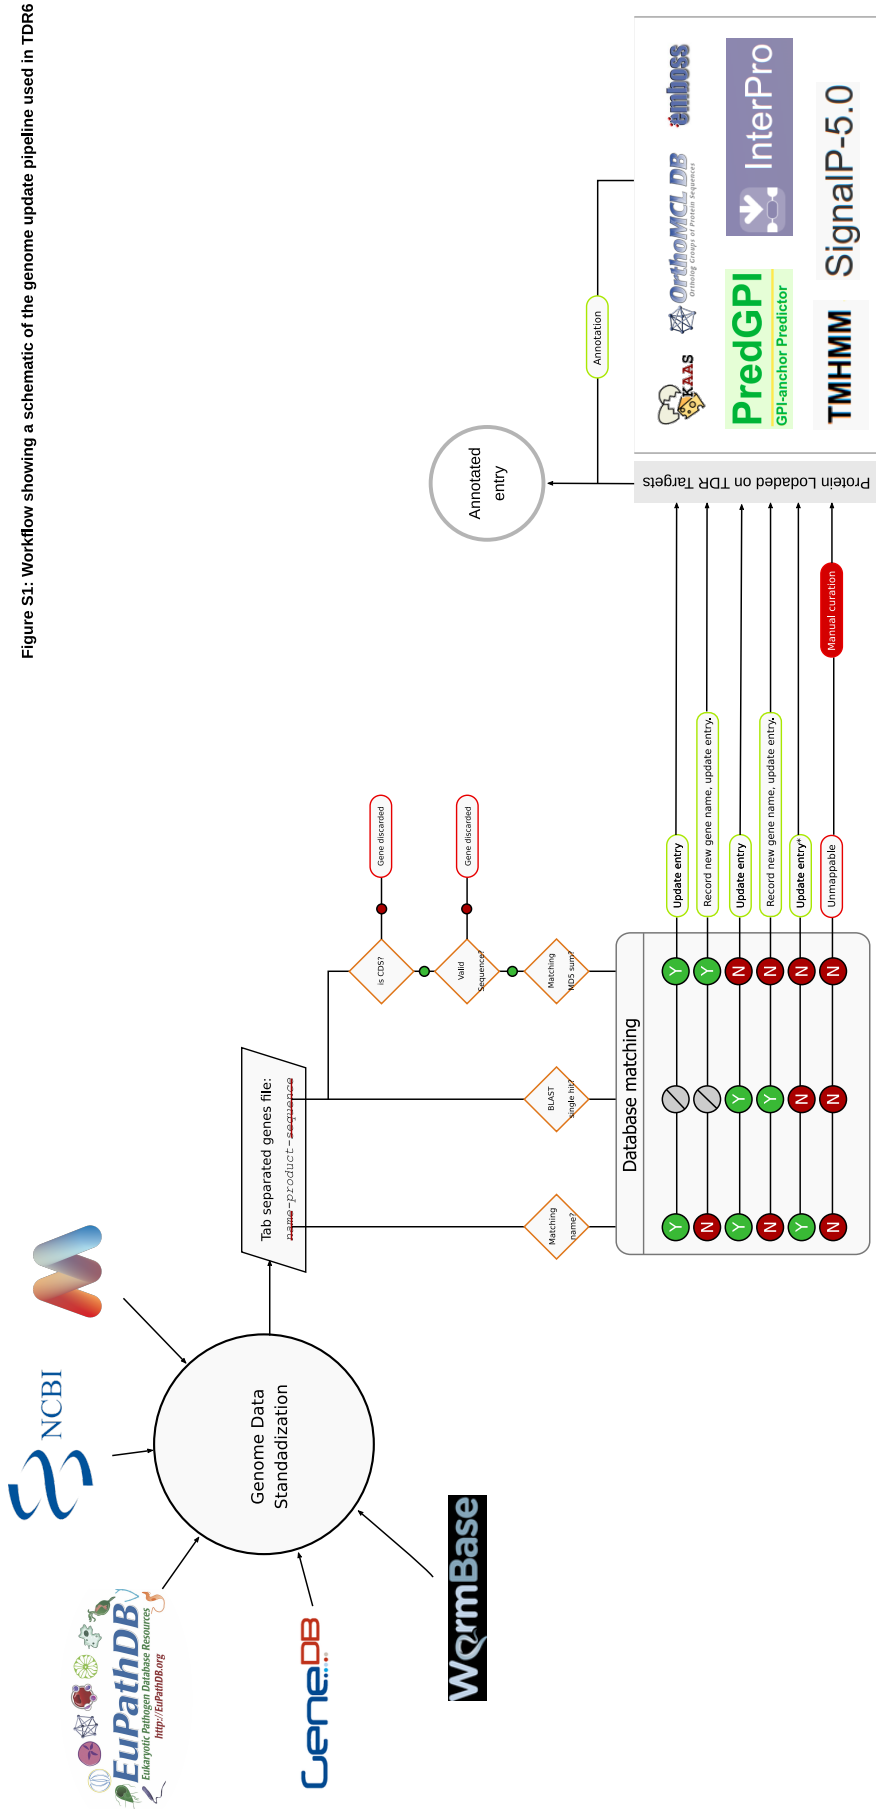 Figure S1: Workflow showing a schematic of the genome update pipeline used in TDR6
EuPathDB
Eukaryotic Pathogen Database Resources
http://EuPathDB.org
NCBI
GeneDB
WormBase
Genome Data
Standadization
Tab separated genes file:
name-product-sequence
is CDS?
Gene discarded
Valid
Sequence?
Gene discarded
Matching
name?
BLAST
single hit?
Matching
MD5 sum?
Database matching
Y
Y
Update entry
N
Y
Record new gene name, update entry.
Y
Y
N
Update entry
N
Y
N
Record new gene name, update entry.
Y
N
N
Update entry*
N
N
N
Unmappable
Manual curation
Protein Lodaded on TDR Targets
Annotated
entry
Annotation
KAAS
OrthoMCL DB
Ortholog Groups of Protein Sequences
emboss
PredGPI
GPI-anchor Predictor
InterPro
TMHMM
SignalP-5.0